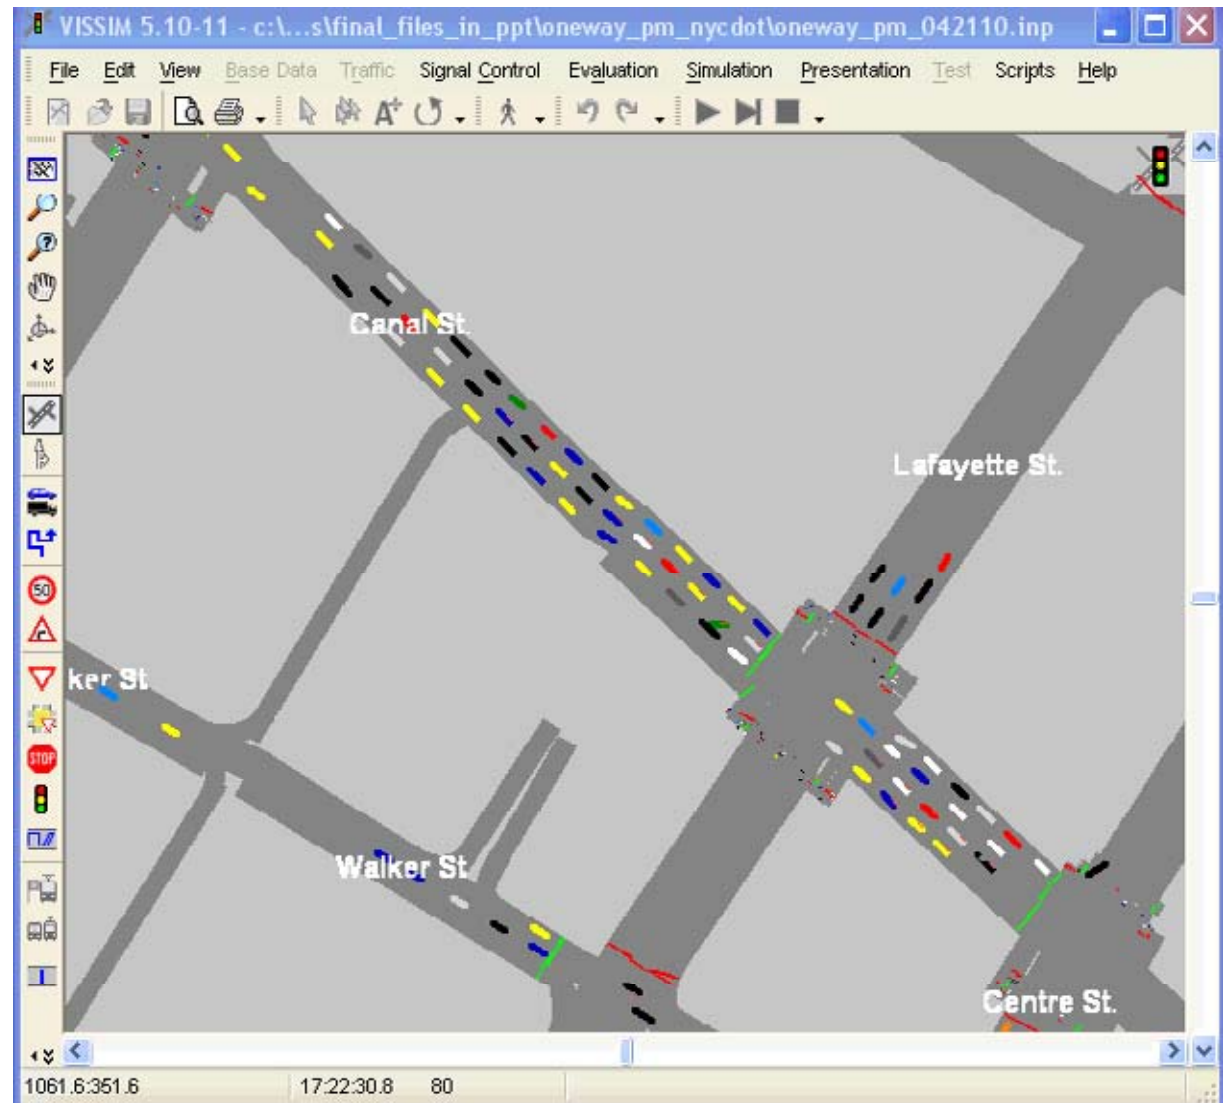 VISSIM 5.10-11 - c:\...s\final_files_in_ppt\oneway_pm_nycdot\oneway_pm_042110.inp
File Edit View Base Data Traffic Signal Control Evaluation Simulation Presentation Test Scripts Help
A+
Canal St.
Lafayette St.
50
ker St
STOP
Walker St
Centre St.
1061.6:351.6 17:22:30.8 80